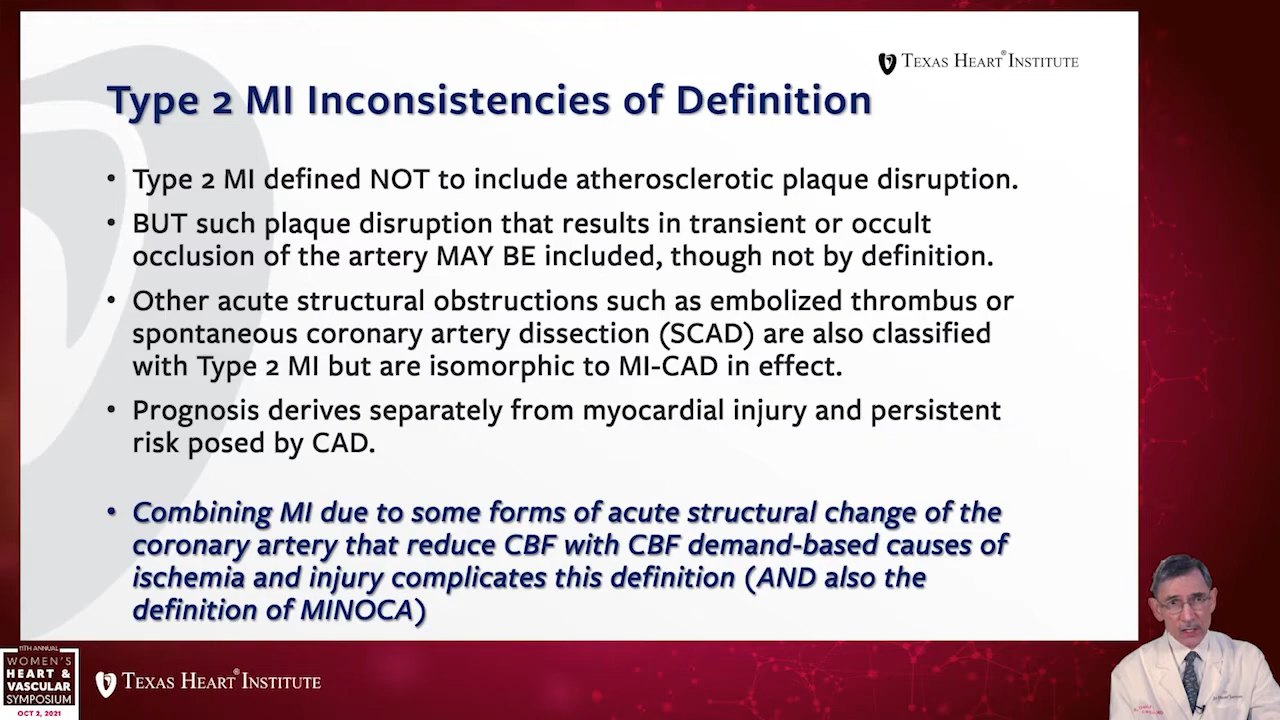 TEXAS HEART® INSTITUTE
Type 2 MI Inconsistencies of Definition
• Type 2 MI defined NOT to include atherosclerotic plaque disruption.
• BUT such plaque disruption that results in transient or occult
occlusion of the artery MAY BE included, though not by definition.
• Other acute structural obstructions such as embolized thrombus or
spontaneous coronary artery dissection (SCAD) are also classified
with Type 2 MI but are isomorphic to MI-CAD in effect.
• Prognosis derives separately from myocardial injury and persistent
risk posed by CAD.
• Combining MI due to some forms of acute structural change of the
coronary artery that reduce CBF with CBF demand-based causes of
ischemia and injury complicates this definition (AND also the
definition of MINOCA)
11TH ANNUAL
WOMEN'S
HEART &
VASCULAR
SYMPOSIUM
OCT 2, 2021
TEXAS HEART® INSTITUTE